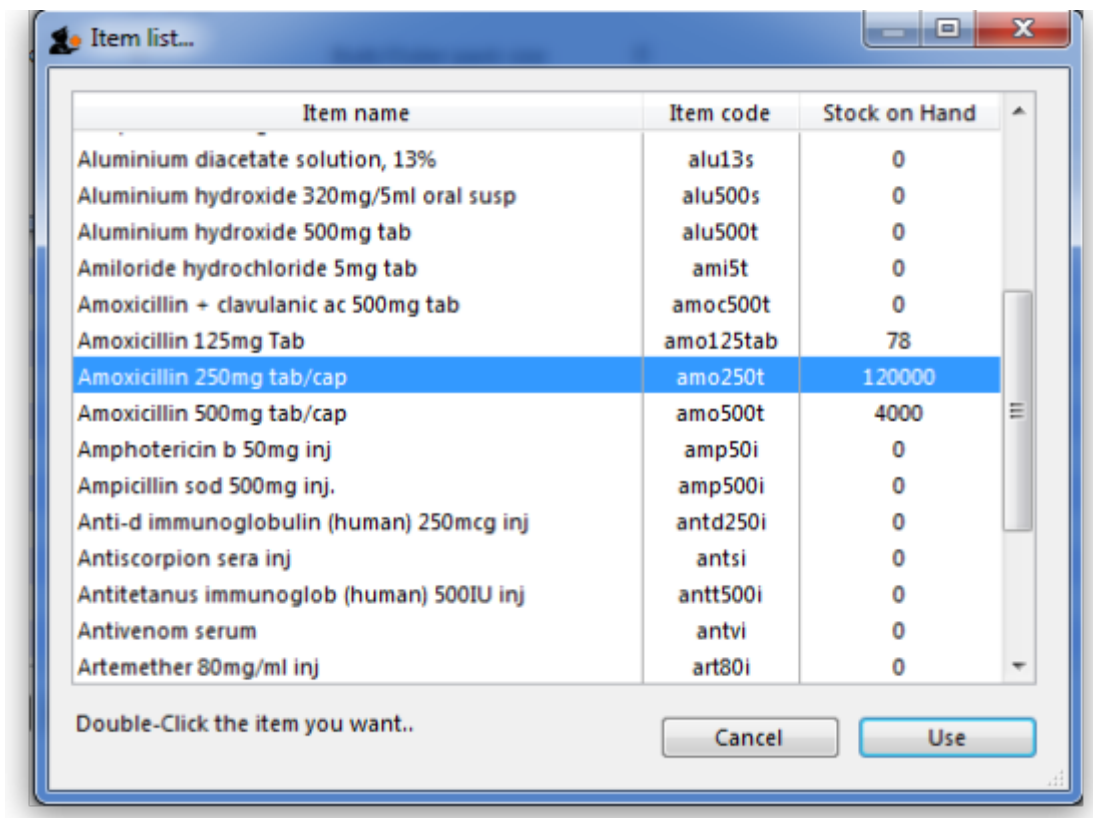 Item list...
Item name Item code Stock on Hand
Aluminium diacetate solution, 13% alu13s 0
Aluminium hydroxide 320mg/5ml oral susp alu500s 0
Aluminium hydroxide 500mg tab alu500t 0
Amiloride hydrochloride 5mg tab ami5t 0
Amoxicillin + clavulanic ac 500mg tab amoc500t 0
Amoxicillin 125mg Tab amo125tab 78
Amoxicillin 250mg tab/cap amo250t 120000
Amoxicillin 500mg tab/cap amo500t 4000
Amphotericin b 50mg inj amp50i 0
Ampicillin sod 500mg inj. amp500i 0
Anti-d immunoglobulin (human) 250mcg inj antd250i 0
Antiscorpion sera inj antsi 0
Antitetanus immunoglob (human) 500IU inj antt500i 0
Antivenom serum antvi 0
Artemether 80mg/ml inj art80i 0
Double-Click the item you want.. Cancel Use